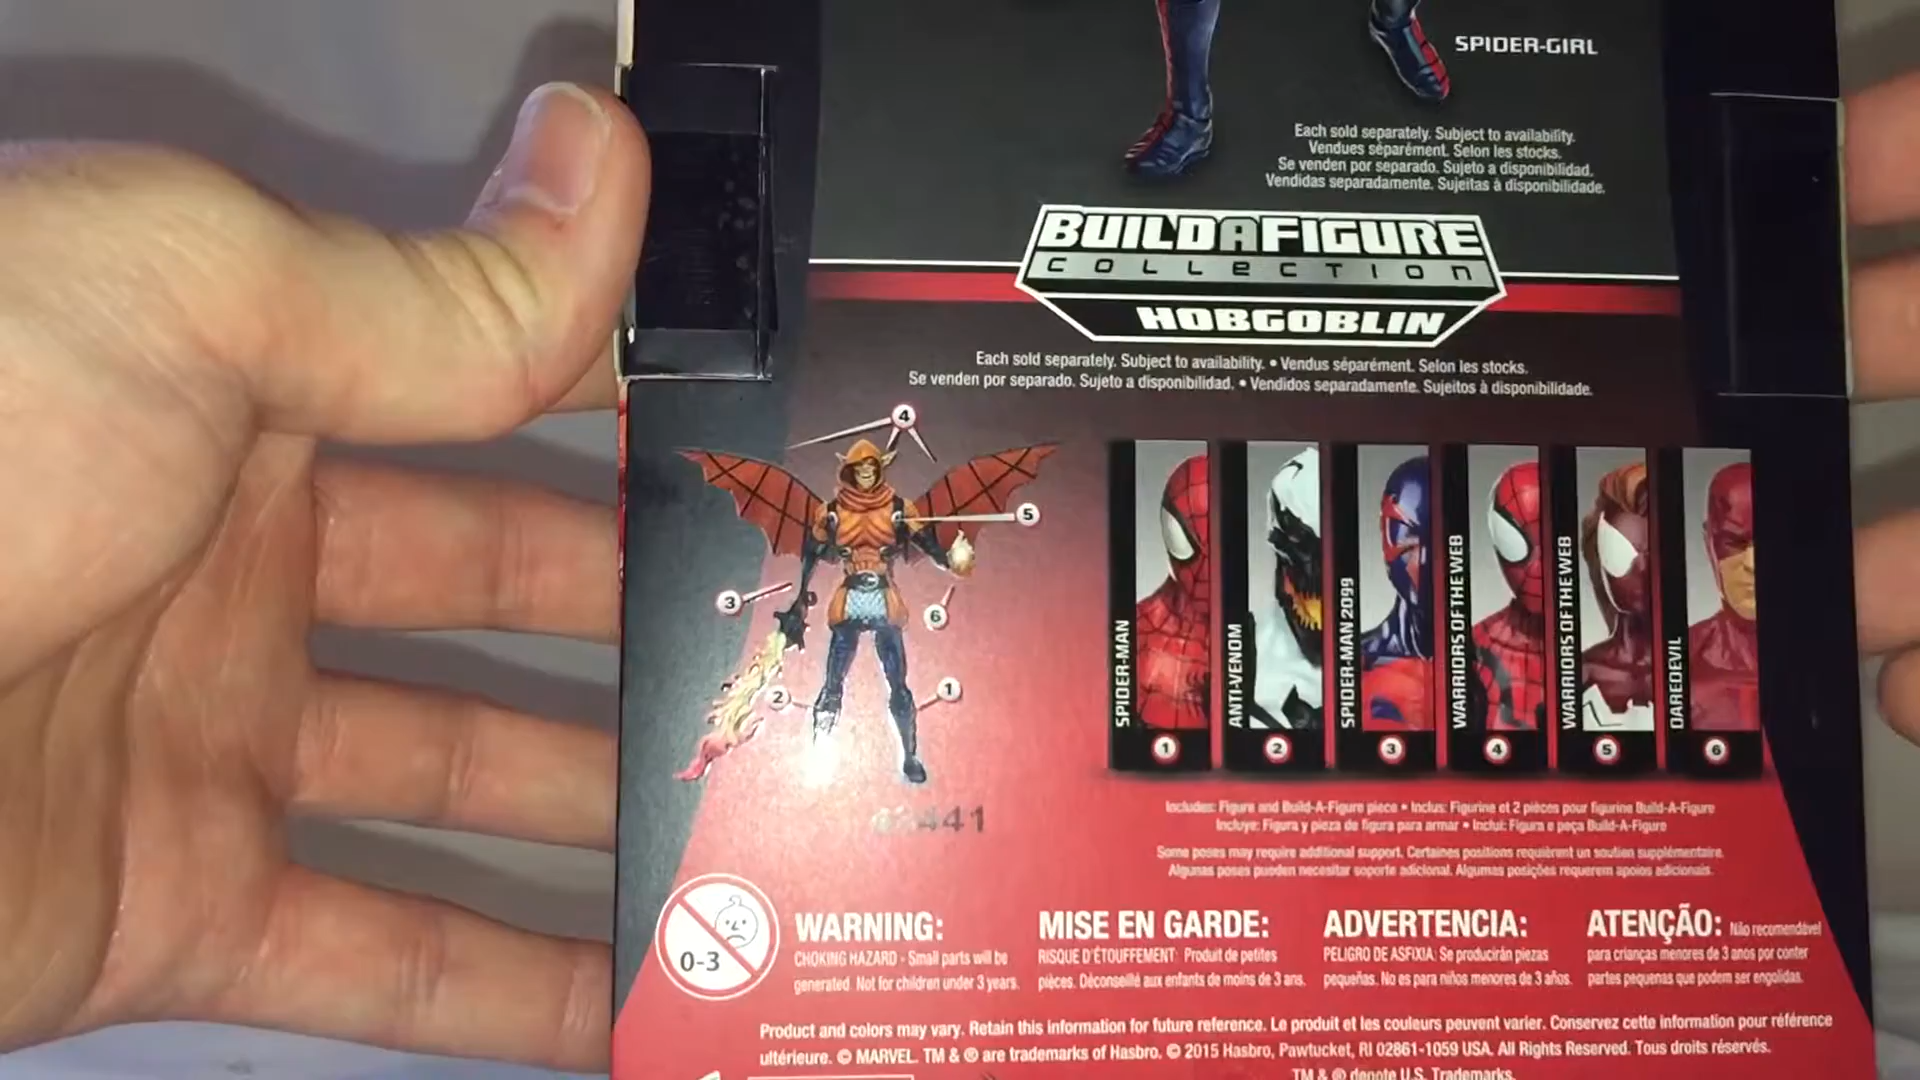 SPIDER-GIRL
Each sold separately. Subject to availability.
Vendues séparément. Selon les stocks.
Se venden por separado. Sujeto a disponibilidad.
Vendidas separadamente. Sujeitas à disponibilidade.
BUILDAFIGURE
COLLECTION
HOBGOBLIN
Each sold separately. Subject to availability. • Vendus séparément. Selon les stocks.
Se venden por separado. Sujeto a disponibilidad. • Vendidos separadamente. Sujeitos à disponibilidade.
4
5
3
6
2
1
SPIDER-MAN
ANTI-VENOM
SPIDER-MAN 2099
WARRIORS OF THE WEB
WARRIORS OF THE WEB
DAREDEVIL
1
2
3
4
5
6
441
Includes: Figure and Build-A-Figure piece • Inclus: Figurine et 2 pièces pour figurine Build-A-Figure
Incluye: Figura y pieza de figura para armar • Inclui: Figura e peça Build-A-Figure
Some poses may require additional support. Certaines positions requièrent un soutien supplémentaire.
Algunas poses pueden necesitar soporte adicional. Algumas posições requerem apoios adicionais.
0-3
WARNING:
CHOKING HAZARD - Small parts will be
generated. Not for children under 3 years.
MISE EN GARDE:
RISQUE D'ÉTOUFFEMENT: Produit de petites
pièces. Déconseillé aux enfants de moins de 3 ans.
ADVERTENCIA:
PELIGRO DE ASFIXIA: Se producirán piezas
pequeñas. No es para niños menores de 3 años.
ATENÇÃO: Não recomendável
para crianças menores de 3 anos por conter
partes pequenas que podem ser engolidas.
Product and colors may vary. Retain this information for future reference. Le produit et les couleurs peuvent varier. Conservez cette information pour référence
ultérieure. © MARVEL. TM & ® are trademarks of Hasbro. © 2015 Hasbro, Pawtucket, RI 02861-1059 USA. All Rights Reserved. Tous droits réservés.
TM & ® denote U.S. Trademarks.